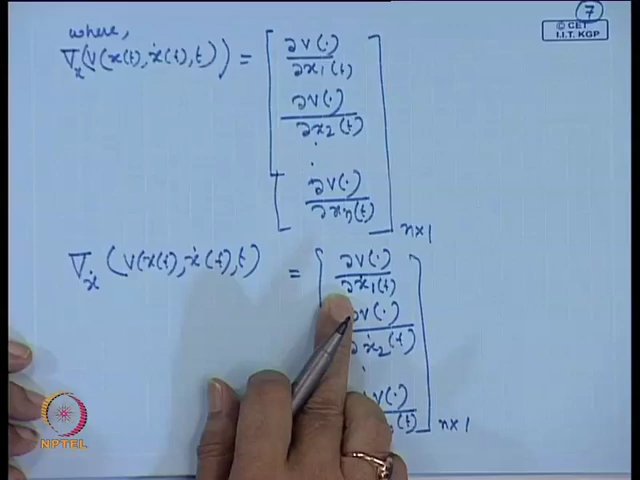 7
© CET
I.I.T. KGP
where,
∇ₓ(V(x(t),ẋ(t),t)) = [ ∂V(.)/∂x₁(t)
∂V(.)/∂x₂(t)
.
.
∂V(.)/∂xₙ(t) ] n×1
∇ẋ (V(x(t),ẋ(t),t) = [ ∂V(.)/∂ẋ₁(t)
∂V(.)/∂ẋ₂(t)
.
∂V(.)/ (t) ] n×1
NPTEL